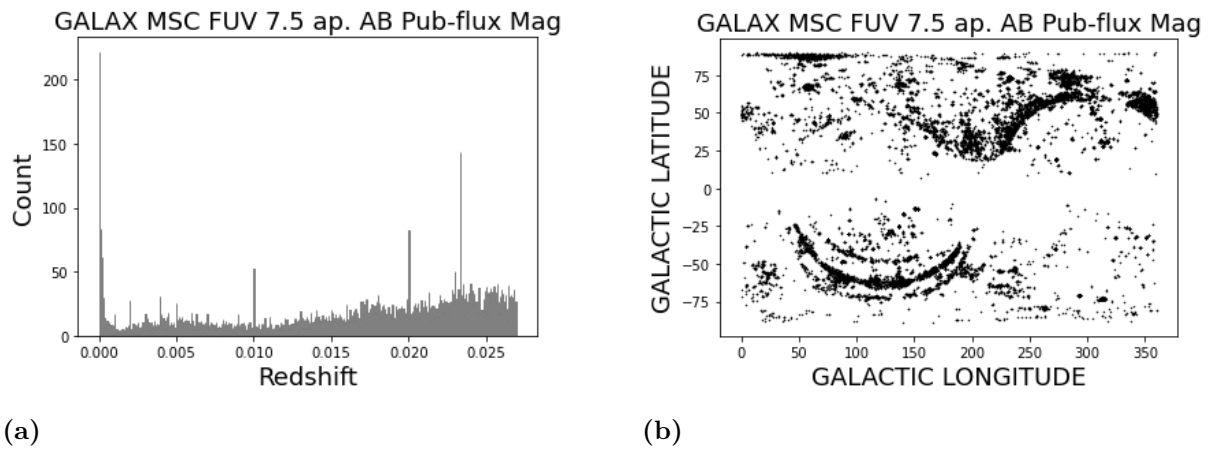 GALAX MSC FUV 7.5 ap. AB Pub-flux Mag
200
150
100
50
0
Count
0.000 0.005 0.010 0.015 0.020 0.025
Redshift
(a)
GALAX MSC FUV 7.5 ap. AB Pub-flux Mag
75
50
25
0
−25
−50
−75
GALACTIC LATITUDE
0 50 100 150 200 250 300 350
GALACTIC LONGITUDE
(b)